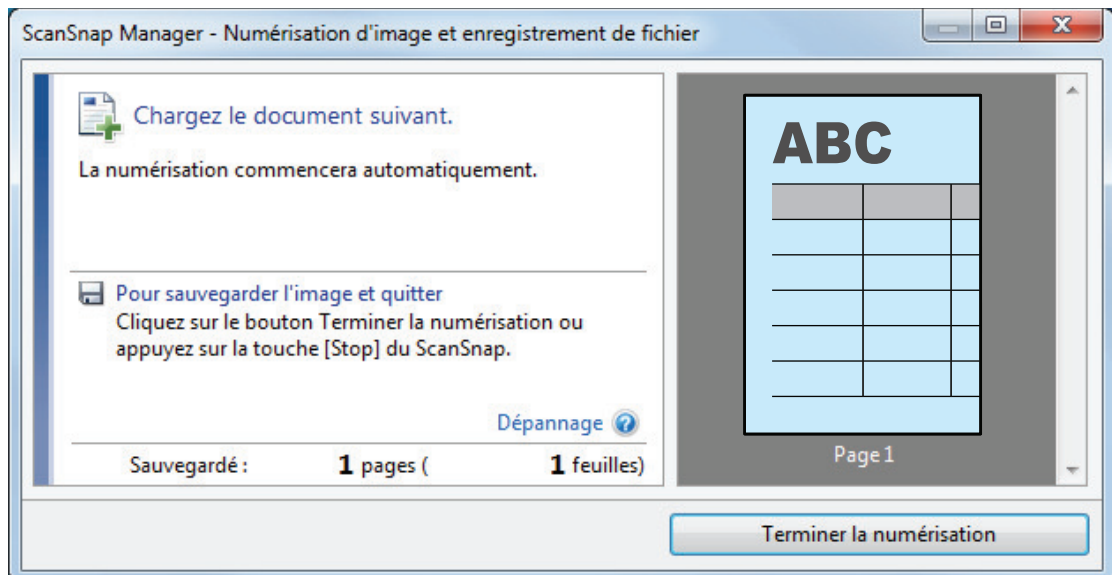 ScanSnap Manager - Numérisation d'image et enregistrement de fichier
Chargez le document suivant.
La numérisation commencera automatiquement.
Pour sauvegarder l'image et quitter
Cliquez sur le bouton Terminer la numérisation ou
appuyez sur la touche [Stop] du ScanSnap.
Dépannage
Sauvegardé : 1 pages ( 1 feuilles)
ABC
Page 1
Terminer la numérisation